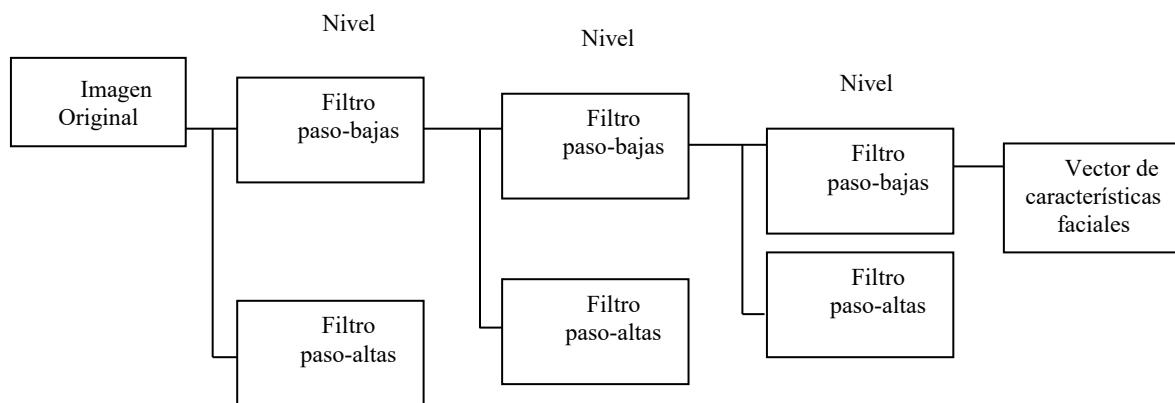 Nivel
Nivel
Nivel
Imagen
Original
Filtro
paso-bajas
Filtro
paso-bajas
Filtro
paso-bajas
Vector de
características
faciales
Filtro
paso-altas
Filtro
paso-altas
Filtro
paso-altas